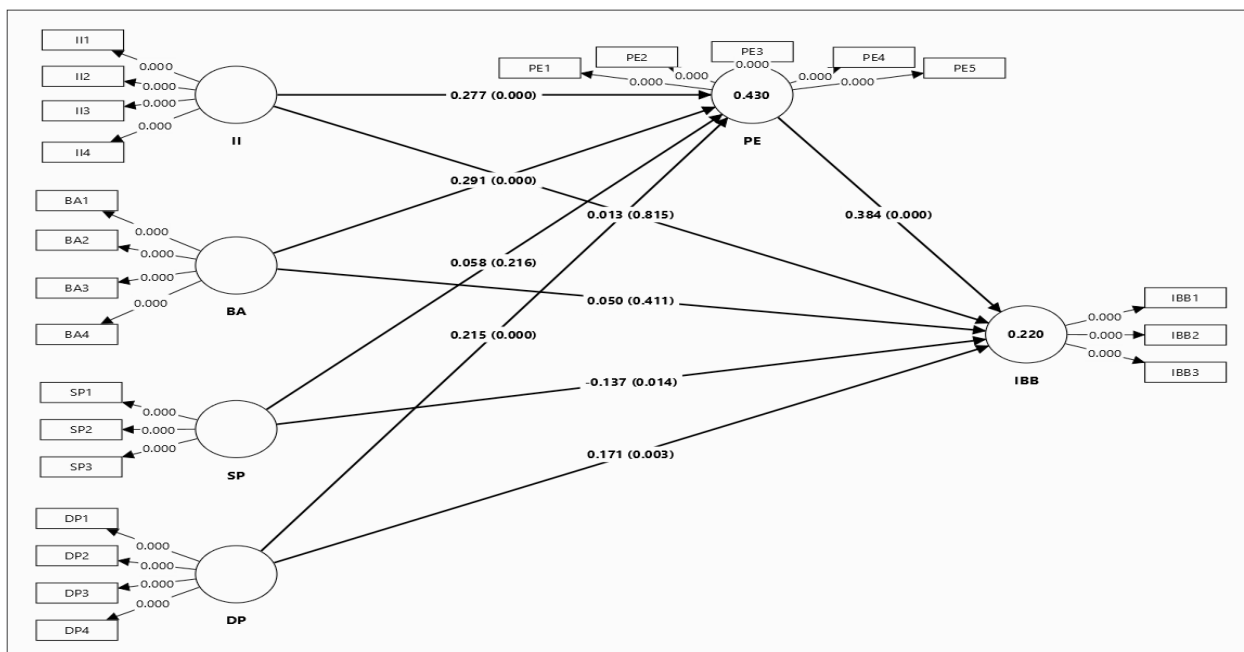 II1
0.000
II2
0.000
II3
0.000
II4
0.000
II
BA1
0.000
BA2
0.000
BA3
0.000
BA4
0.000
BA
SP1
0.000
SP2
0.000
SP3
0.000
SP
DP1
0.000
DP2
0.000
DP3
0.000
DP4
0.000
DP
PE1
0.000
PE2
0.000
PE3
0.000
PE4
0.000
PE5
0.000
0.430
PE
0.277 (0.000)
0.291 (0.000)
0.013 (0.815)
0.384 (0.000)
0.058 (0.216)
0.050 (0.411)
0.215 (0.000)
-0.137 (0.014)
0.171 (0.003)
0.220
IBB
IBB1
0.000
IBB2
0.000
IBB3
0.000